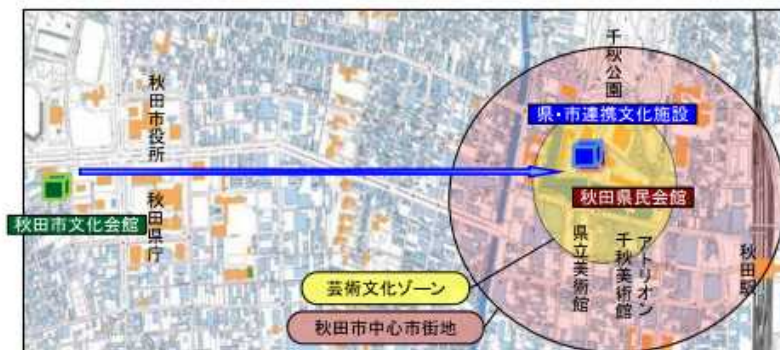 千秋公園
県・市連携文化施設
秋田市役所
秋田県民会館
秋田市文化会館
秋田県庁
県立美術館
アトリオン
千秋美術館
秋田駅
芸術文化ゾーン
秋田市中心市街地